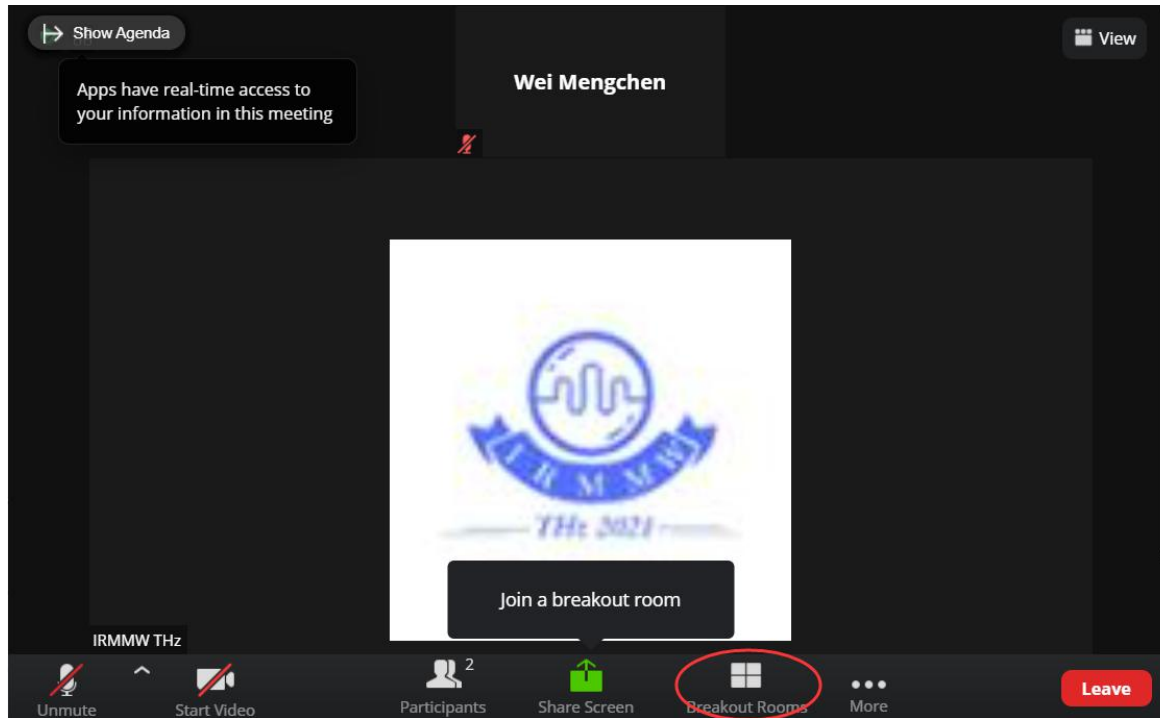 Show Agenda
View
Apps have real-time access to
your information in this meeting
Wei Mengchen
I R M M W
THz 2021
Join a breakout room
IRMMW THz
2
Unmute
Start Video
Participants
Share Screen
Breakout Rooms
More
Leave